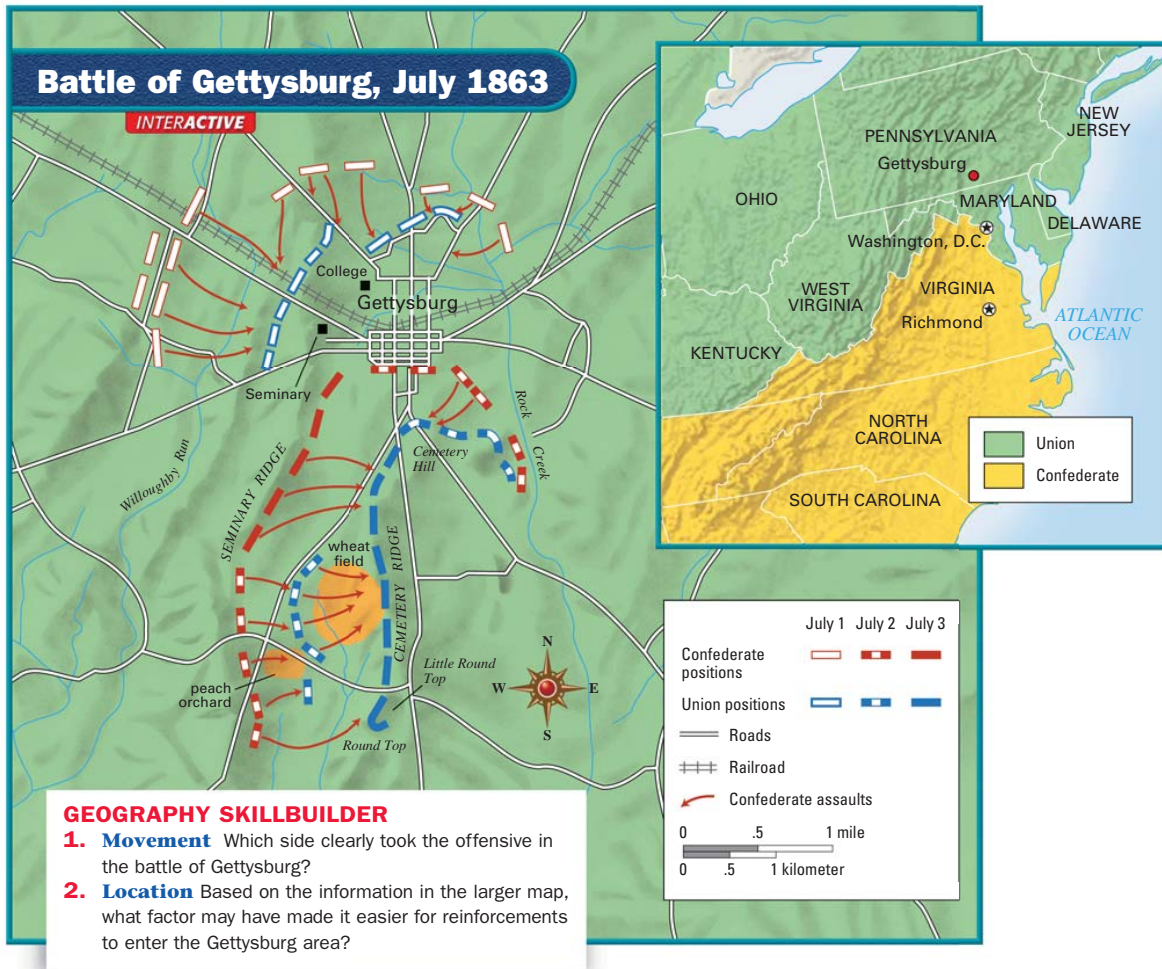 Battle of Gettysburg, July 1863
INTERACTIVE
College
Gettysburg
Seminary
Rock
Creek
Willoughby Run
Cemetery
Hill
SEMINARY RIDGE
wheat
field
CEMETERY RIDGE
Little Round
Top
peach
orchard
Round Top
N
W
E
S
PENNSYLVANIA
NEW
JERSEY
Gettysburg
OHIO
MARYLAND
DELAWARE
Washington, D.C.
WEST
VIRGINIA
VIRGINIA
Richmond
ATLANTIC
OCEAN
KENTUCKY
NORTH
CAROLINA
SOUTH CAROLINA
Union
Confederate
July 1 July 2 July 3
Confederate
positions
Union positions
Roads
Railroad
Confederate assaults
0 .5 1 mile
0 .5 1 kilometer
GEOGRAPHY SKILLBUILDER
1. Movement Which side clearly took the offensive in
the battle of Gettysburg?
2. Location Based on the information in the larger map,
what factor may have made it easier for reinforcements
to enter the Gettysburg area?